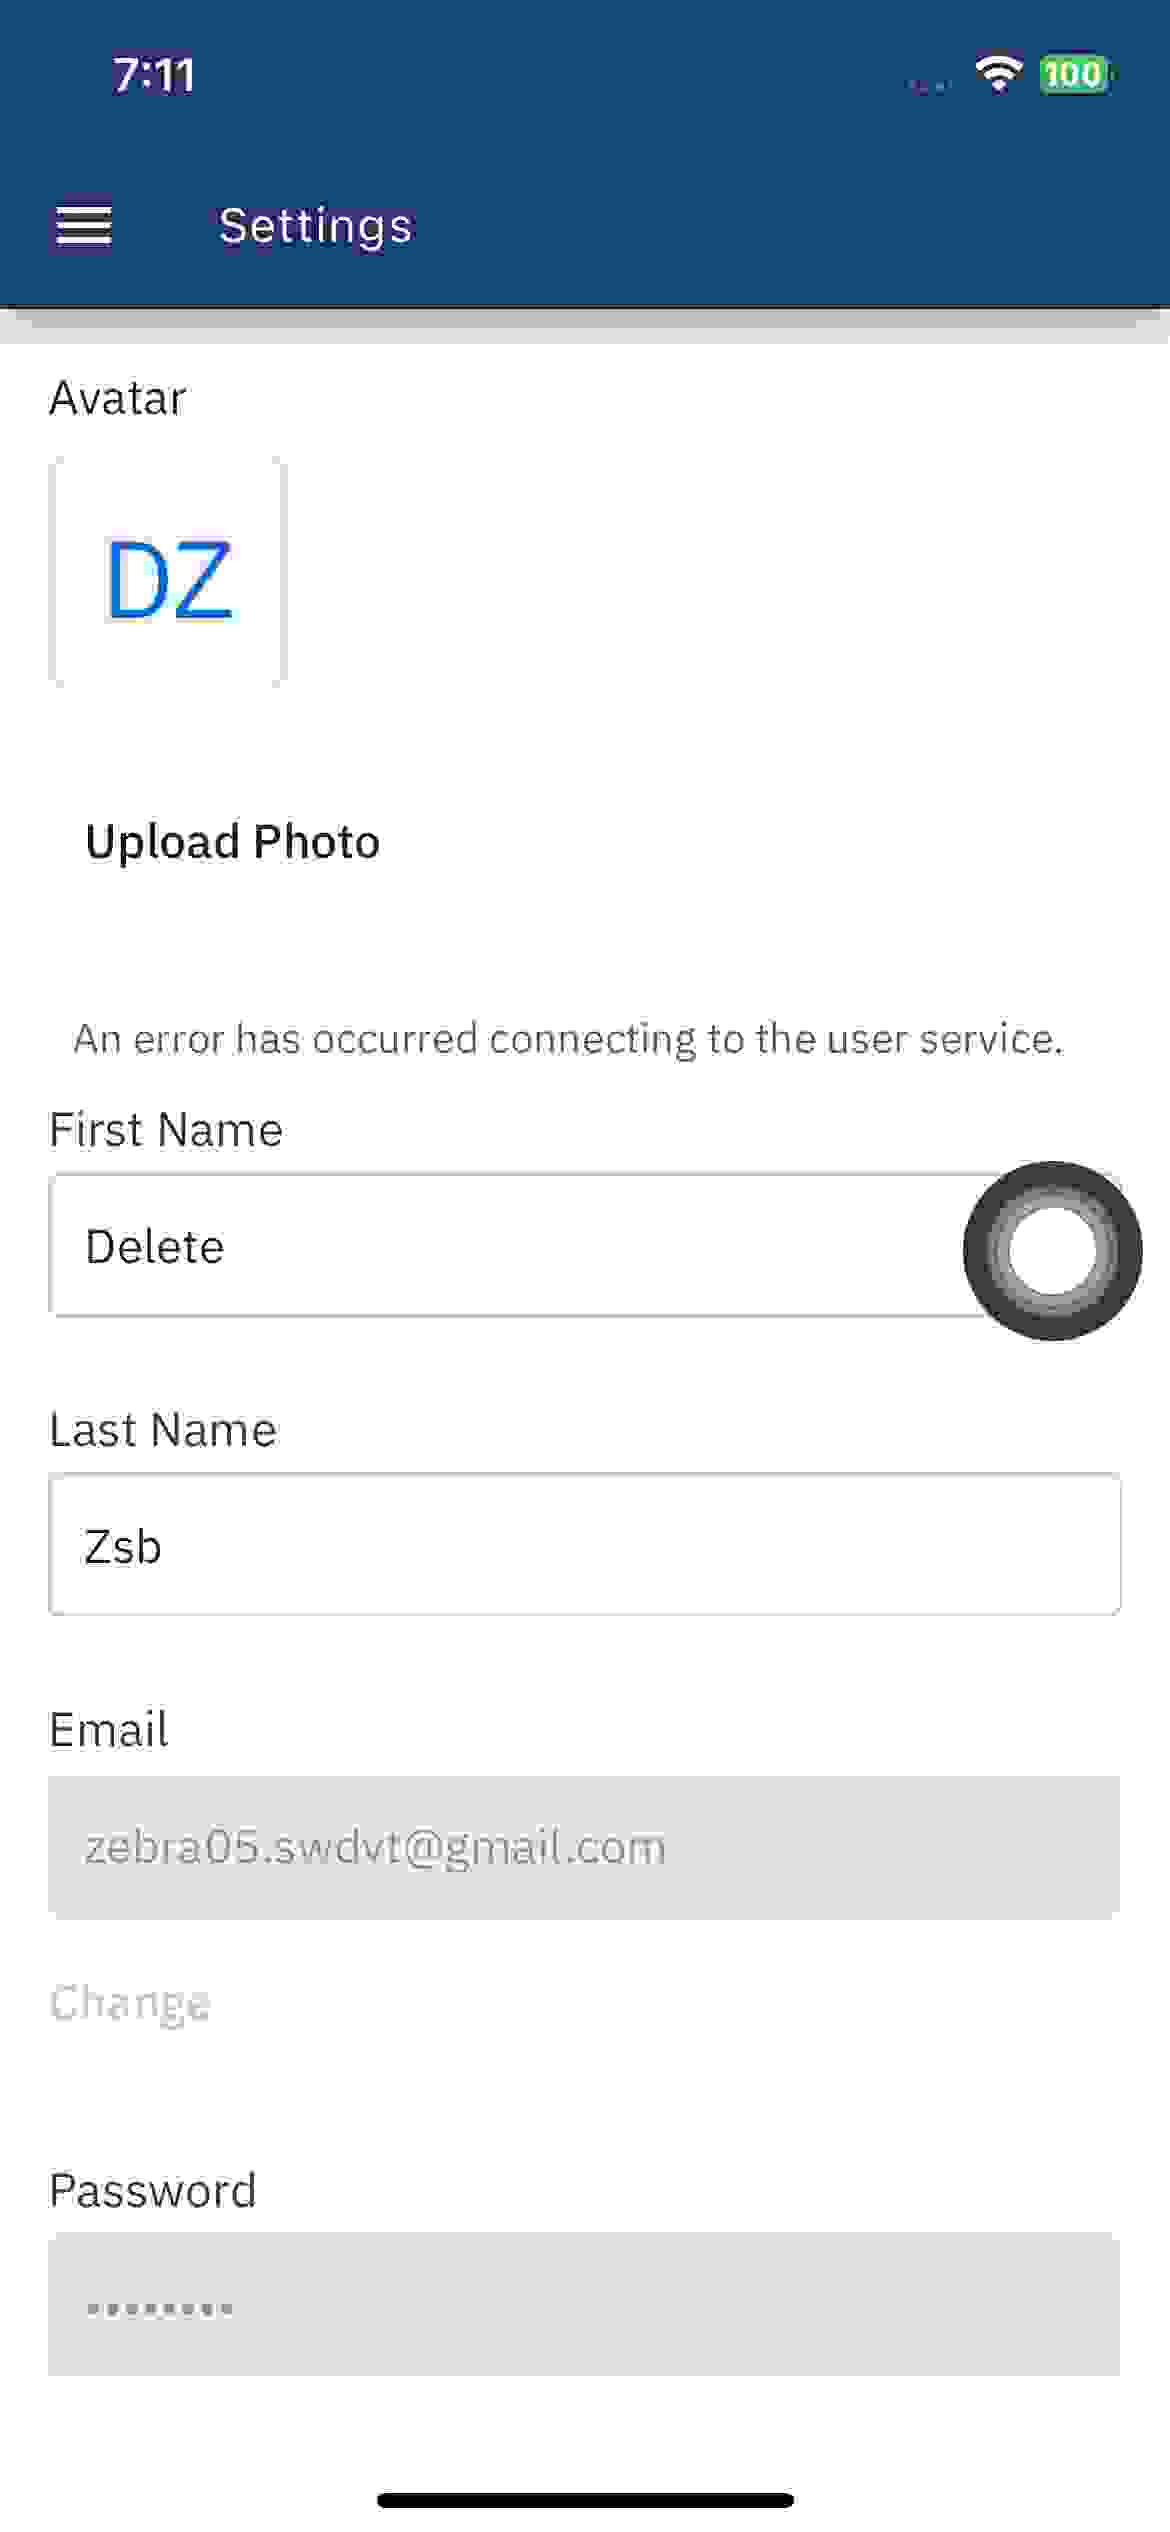 7:11
100
Settings
Avatar
DZ
Upload Photo
An error has occurred connecting to the user service.
First Name
Delete
Last Name
Zsb
Email
zebra05.swdvt@gmail.com
Change
Password
••••••••